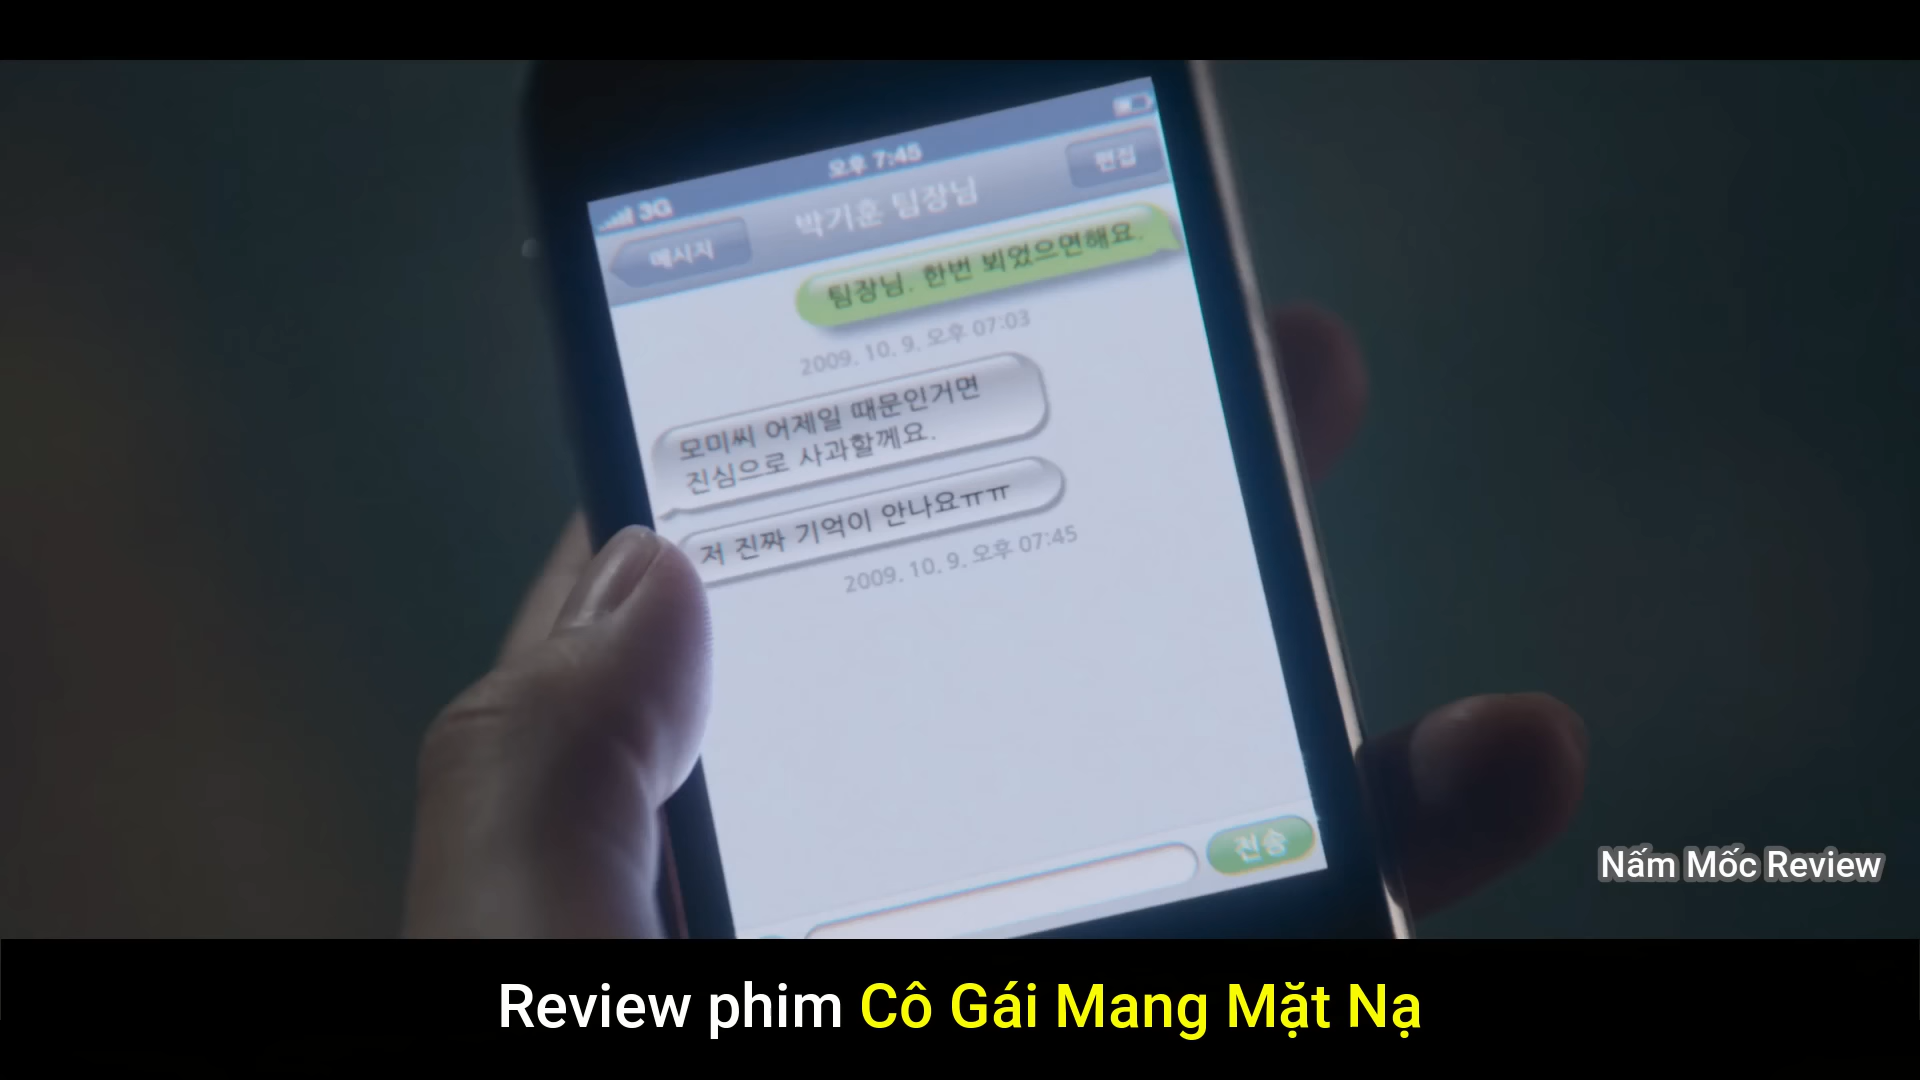 3G
오후 7:45
메시지
박기훈 팀장님
편집
팀장님. 한번 뵈었으면해요.
2009. 10. 9. 오후 07:03
모미씨 어제일 때문인거면
진심으로 사과할께요.
저 진짜 기억이 안나요ㅠㅠ
2009. 10. 9. 오후 07:45
전송
Nấm Mốc Review
Review phim Cô Gái Mang Mặt Nạ